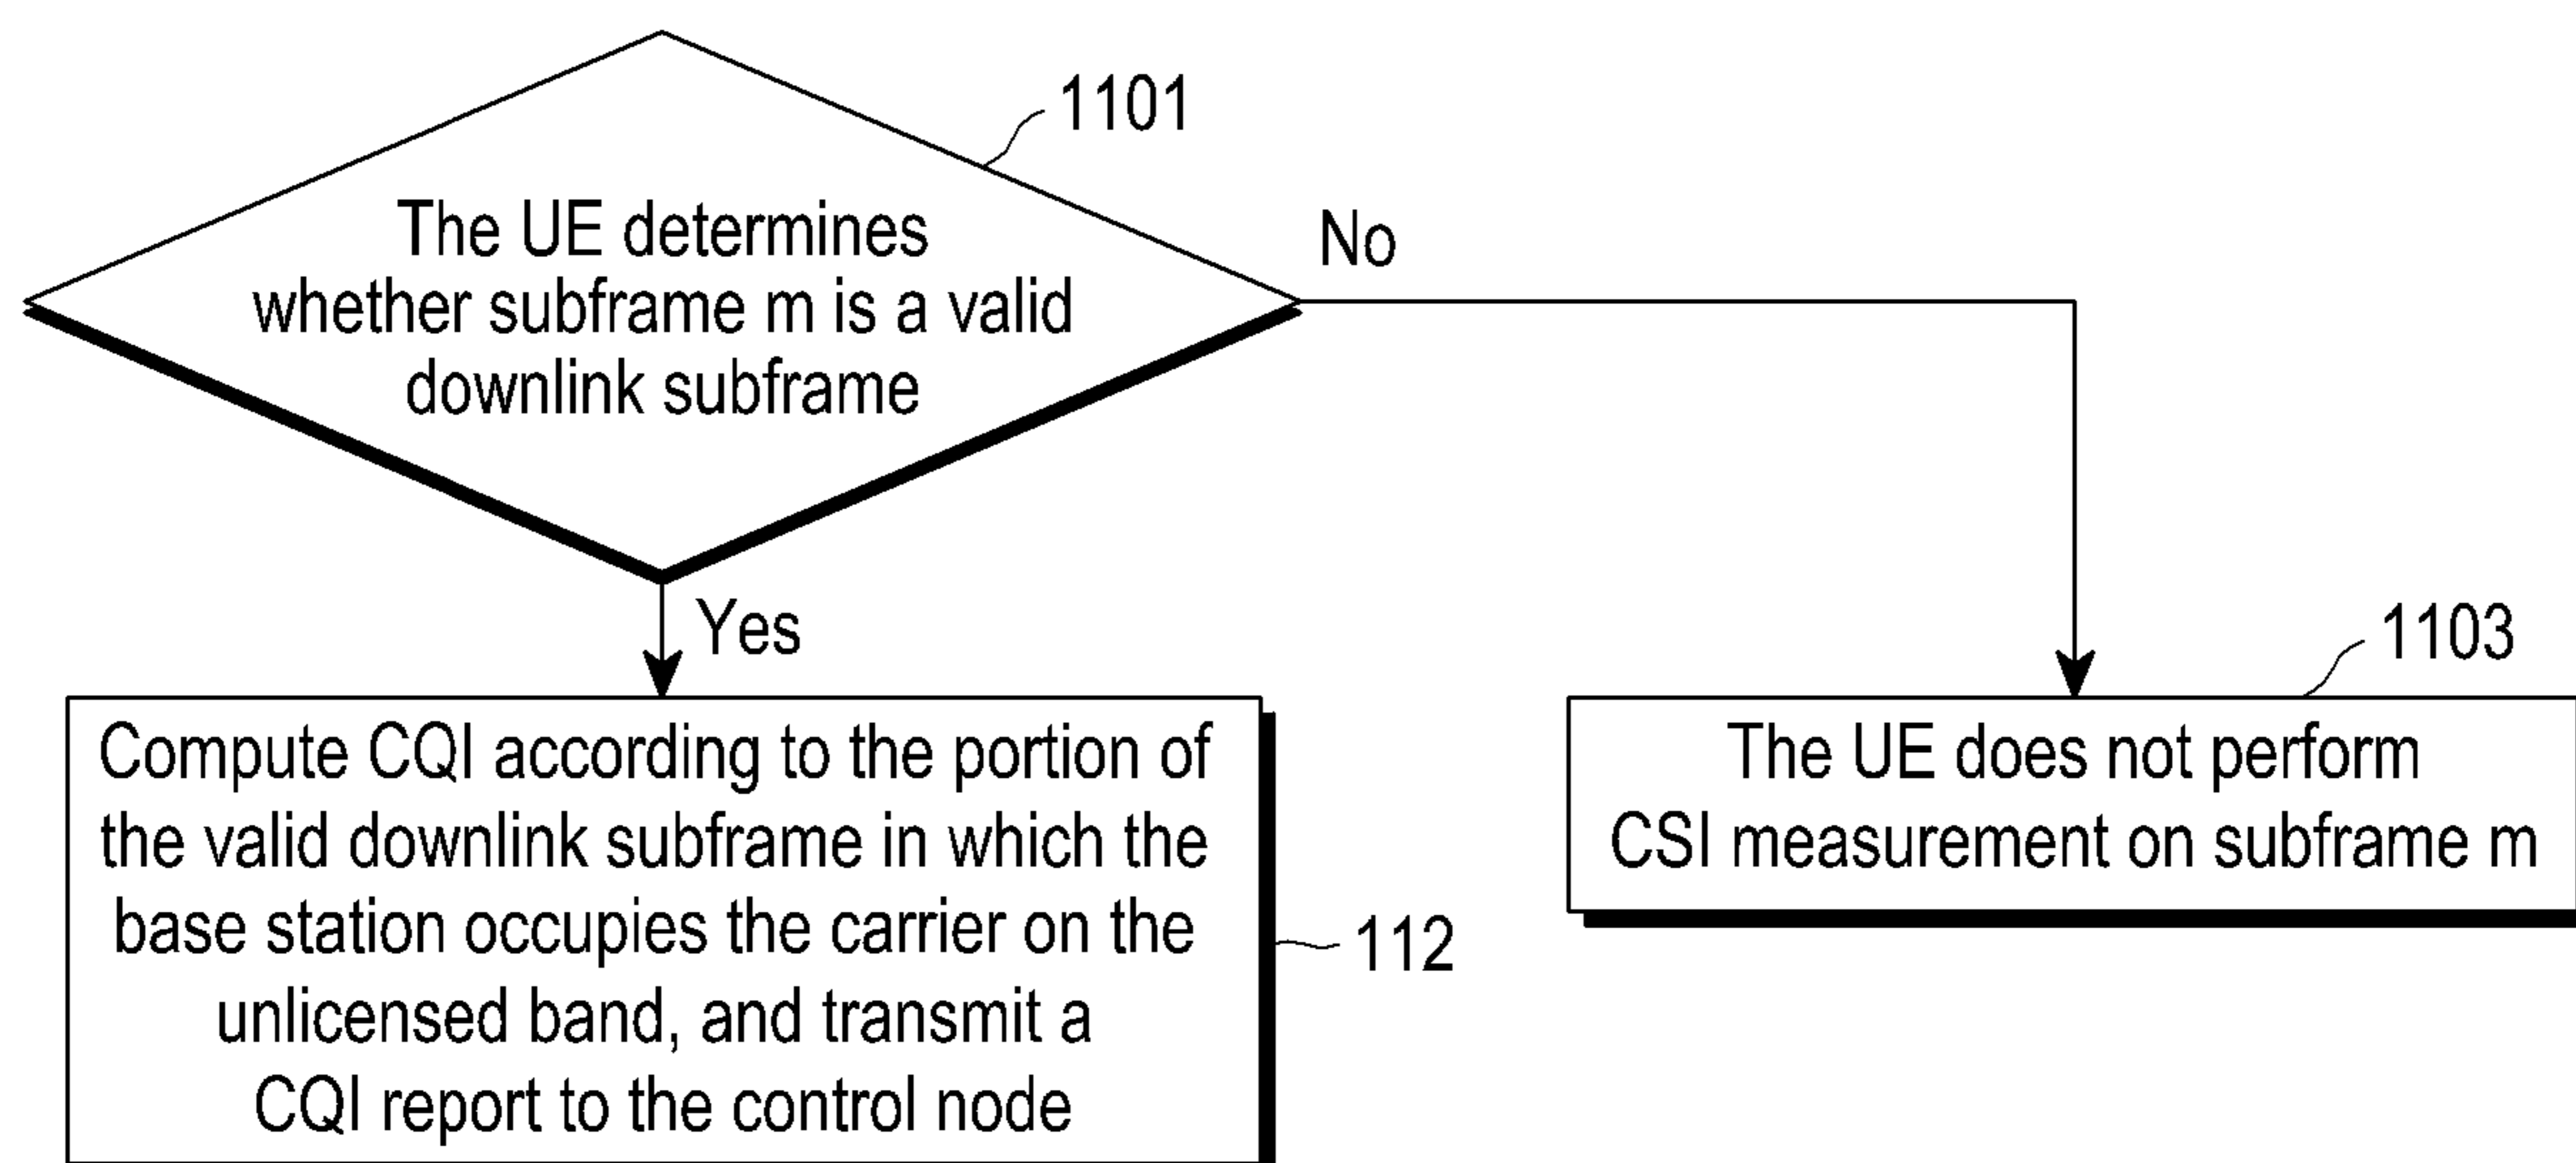 1101
The UE determines
whether subframe m is a valid
downlink subframe
No
Yes
1103
Compute CQI according to the portion of
the valid downlink subframe in which the
base station occupies the carrier on the
unlicensed band, and transmit a
CQI report to the control node
112
The UE does not perform
CSI measurement on subframe m